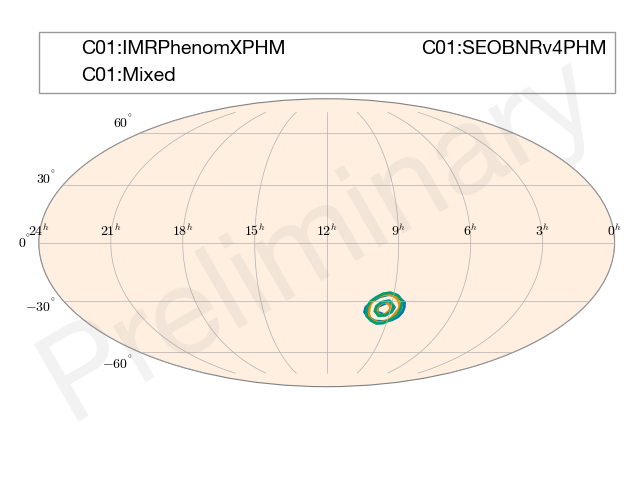 C01:IMRPhenomXPHM C01:SEOBNRv4PHM
C01:Mixed
60°
30°
0° 24ʰ 21ʰ 18ʰ 15ʰ 12ʰ 9ʰ 6ʰ 3ʰ 0ʰ
−30°
−60°
Preliminary